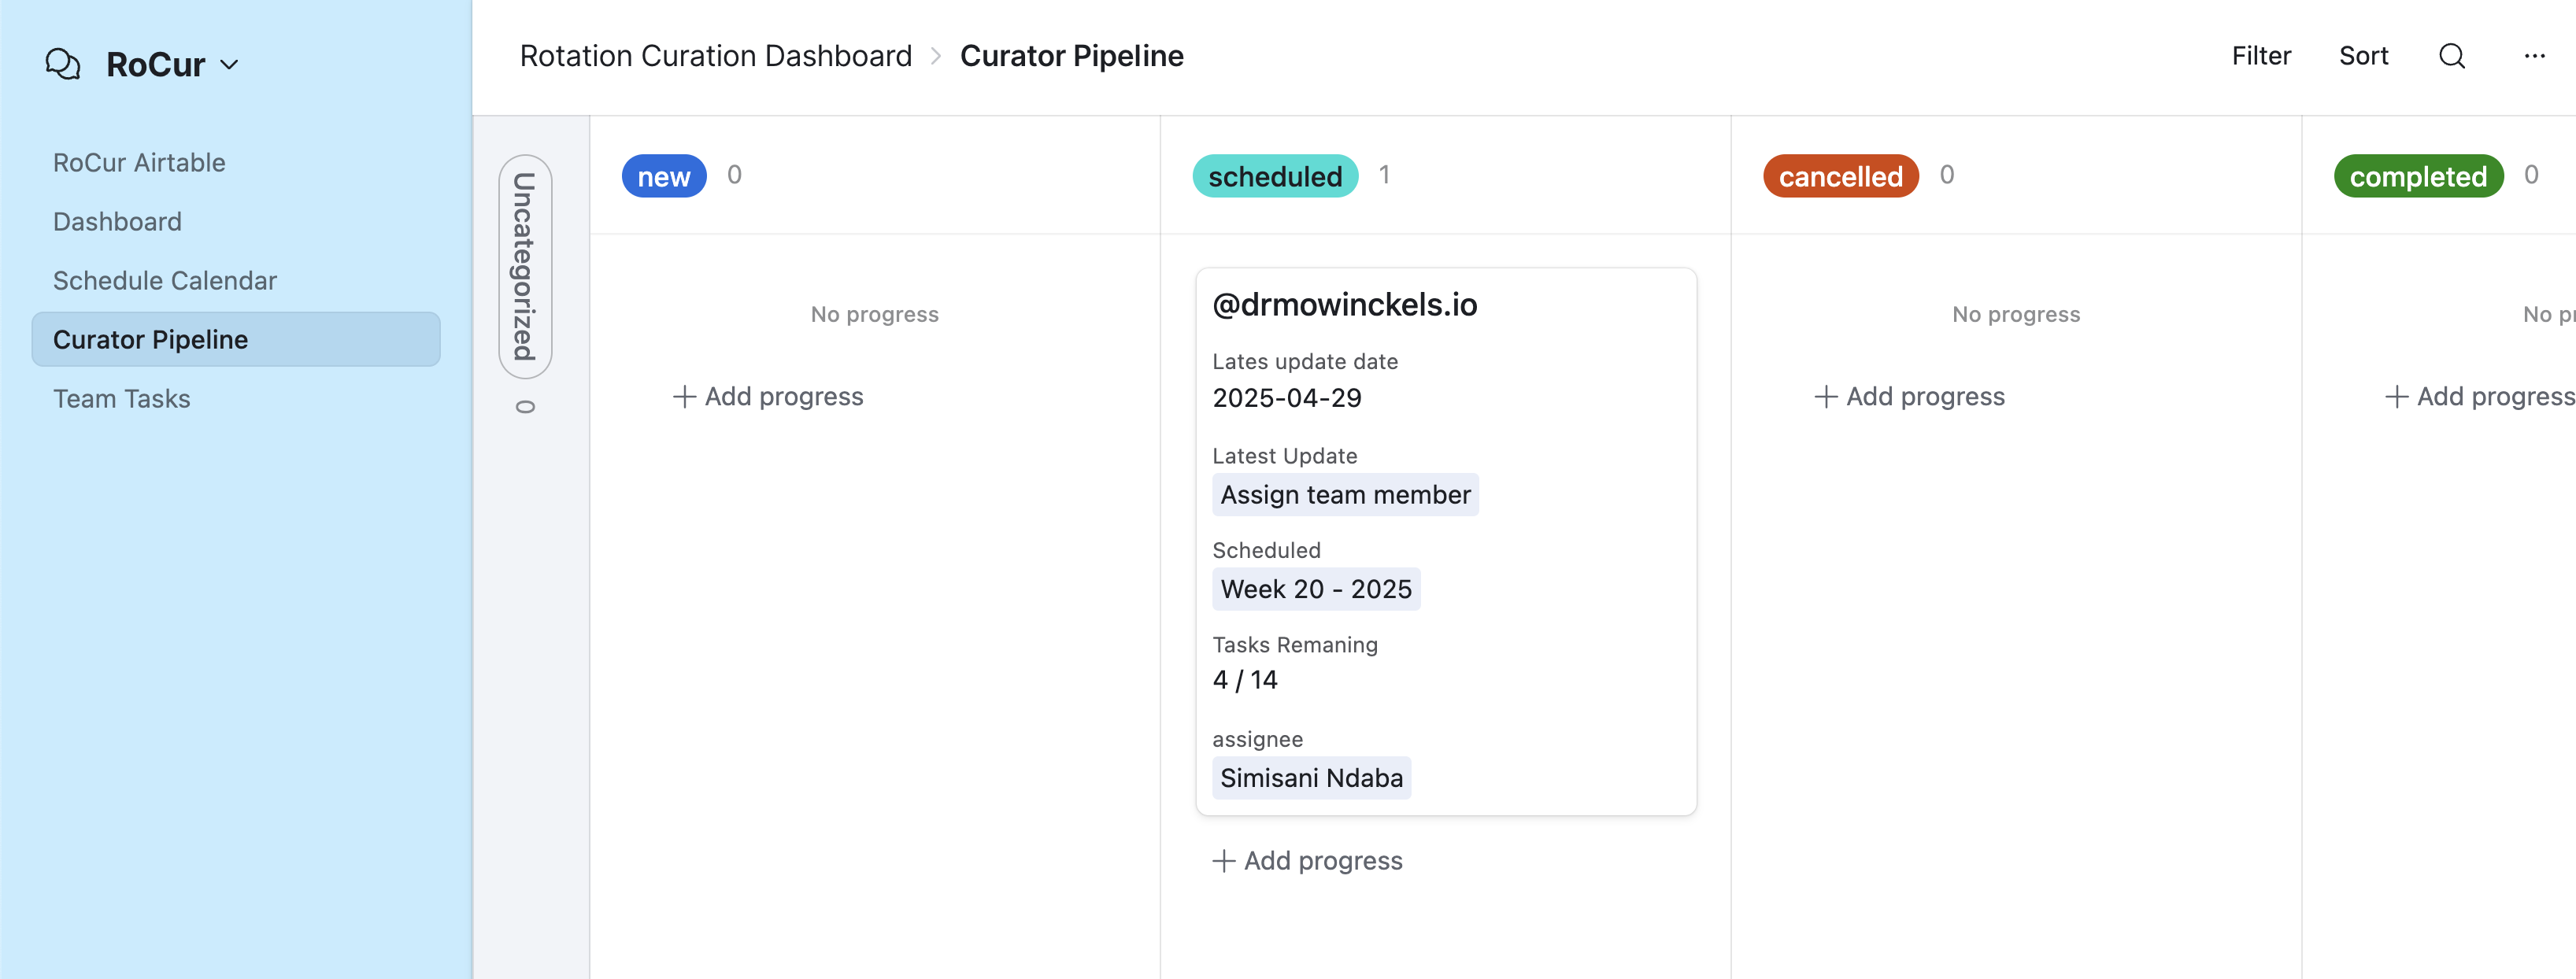 RoCur
RoCur Airtable
Dashboard
Schedule Calendar
Curator Pipeline
Team Tasks
Rotation Curation Dashboard > Curator Pipeline
Filter Sort
Uncategorized 0
new 0
No progress
Add progress
scheduled 1
@drmowinckels.io
Lates update date
2025-04-29
Latest Update
Assign team member
Scheduled
Week 20 - 2025
Tasks Remaning
4 / 14
assignee
Simisani Ndaba
Add progress
cancelled 0
No progress
Add progress
completed 0
No
Add progress